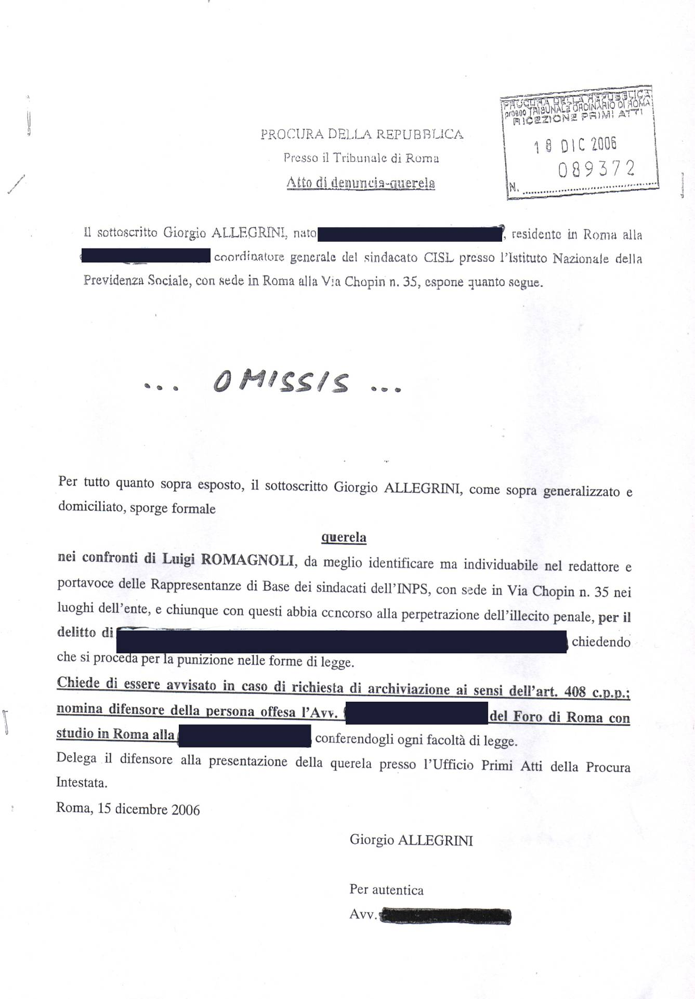 PROCURA DELLA REPUBBLICA
presso TRIBUNALE ORDINARIO DI ROMA
RICEZIONE PRIMI ATTI
18 DIC 2006
089372
N. ........................................
PROCURA DELLA REPUBBLICA
Presso il Tribunale di Roma
Atto di denuncia-querela
Il sottoscritto Giorgio ALLEGRINI, nato , residente in Roma alla
coordinatore generale del sindacato CISL presso l'Istituto Nazionale della
Previdenza Sociale, con sede in Roma alla Via Chopin n. 35, espone quanto segue.
... OMISSIS ...
Per tutto quanto sopra esposto, il sottoscritto Giorgio ALLEGRINI, come sopra generalizzato e
domiciliato, sporge formale
querela
nei confronti di Luigi ROMAGNOLI, da meglio identificare ma individuabile nel redattore e
portavoce delle Rappresentanze di Base dei sindacati dell'INPS, con sede in Via Chopin n. 35 nei
luoghi dell'ente, e chiunque con questi abbia concorso alla perpetrazione dell'illecito penale, per il
delitto di , chiedendo
che si proceda per la punizione nelle forme di legge.
Chiede di essere avvisato in caso di richiesta di archiviazione ai sensi dell'art. 408 c.p.p.;
nomina difensore della persona offesa l'Avv. del Foro di Roma con
studio in Roma alla , conferendogli ogni facoltà di legge.
Delega il difensore alla presentazione della querela presso l'Ufficio Primi Atti della Procura
Intestata.
Roma, 15 dicembre 2006
Giorgio ALLEGRINI
Per autentica
Avv.